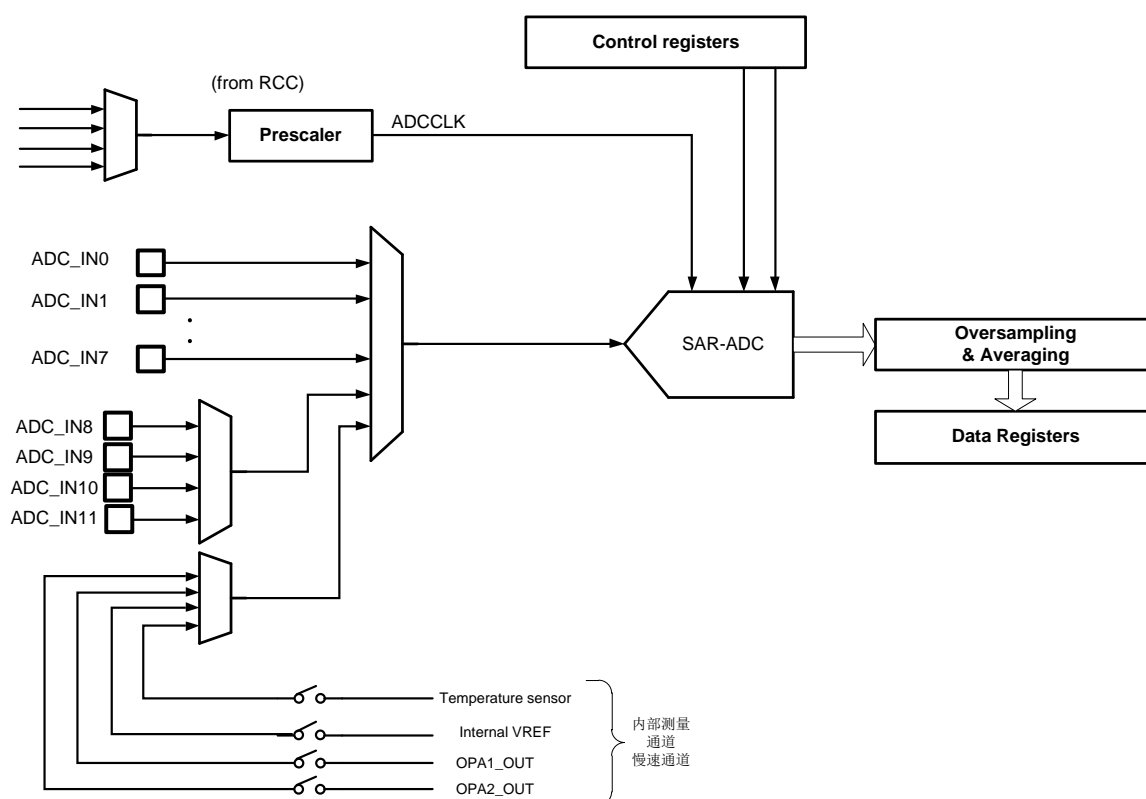 Control registers
(from RCC)
Prescaler
ADCCLK
ADC_IN0
ADC_IN1
ADC_IN7
SAR-ADC
Oversampling
& Averaging
Data Registers
ADC_IN8
ADC_IN9
ADC_IN10
ADC_IN11
Temperature sensor
Internal VREF
OPA1_OUT
OPA2_OUT
内部测量
通道
慢速通道